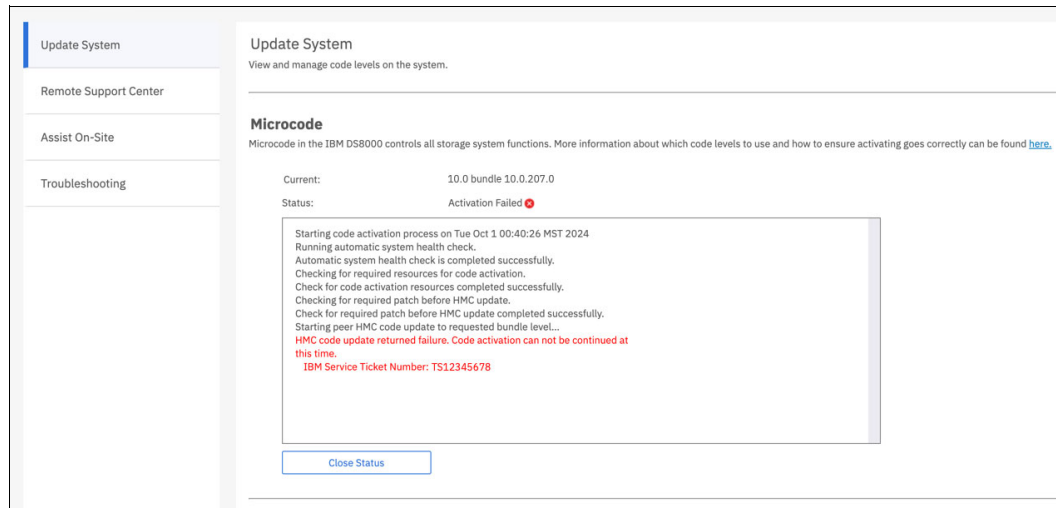 Update System
Remote Support Center
Assist On-Site
Troubleshooting
Update System
View and manage code levels on the system.
Microcode
Microcode in the IBM DS8000 controls all storage system functions. More information about which code levels to use and how to ensure activating goes correctly can be found here.
Current: 10.0 bundle 10.0.207.0
Status: Activation Failed
Starting code activation process on Tue Oct 1 00:40:26 MST 2024
Running automatic system health check.
Automatic system health check is completed successfully.
Checking for required resources for code activation.
Check for code activation resources completed successfully.
Checking for required patch before HMC update.
Check for required patch before HMC update completed successfully.
Starting peer HMC code update to requested bundle level...
HMC code update returned failure. Code activation can not be continued at
this time.
IBM Service Ticket Number: TS12345678
Close Status